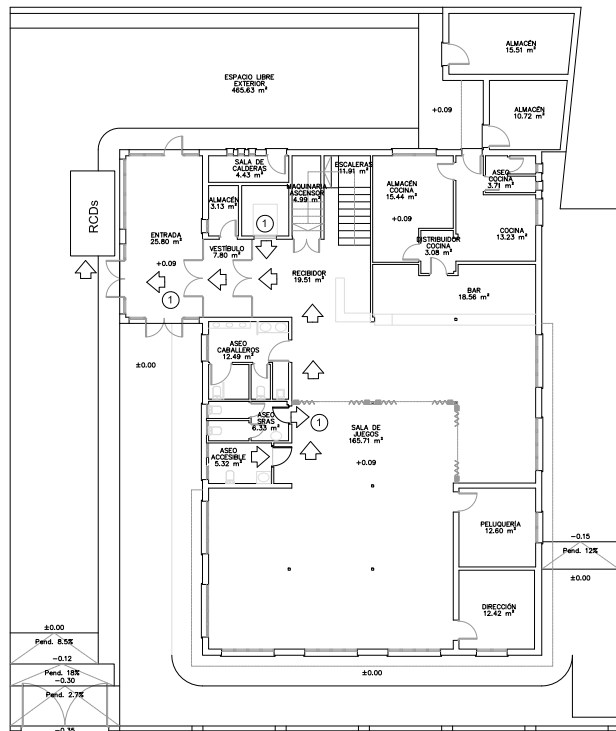 ALMACÉN
15.51 m²
ESPACIO LIBRE
EXTERIOR
465.63 m²
+0.09
ALMACÉN
10.72 m²
SALA DE
CALDERAS
4.43 m²
ESCALERAS
11.91 m²
MAQUINARIA
ASCENSOR
4.99 m²
ALMACÉN
COCINA
15.44 m²
+0.09
ASEO
COCINA
3.71 m²
ALMACÉN
3.13 m²
1
RCDs
ENTRADA
25.80 m²
+0.09
1
VESTÍBULO
7.80 m²
DISTRIBUIDOR
COCINA
3.08 m²
COCINA
13.23 m²
RECIBIDOR
19.51 m²
BAR
18.56 m²
±0.00
ASEO
CABALLEROS
12.49 m²
ASEO
SRAS
6.33 m²
1
SALA DE
JUEGOS
165.71 m²
+0.09
ASEO
ACCESIBLE
5.32 m²
PELUQUERÍA
12.60 m²
-0.15
Pend. 12%
±0.00
DIRECCIÓN
12.42 m²
±0.00
Pend. 8.5%
-0.12
Pend. 18%
-0.30
Pend. 2.7%
-0.35
±0.00